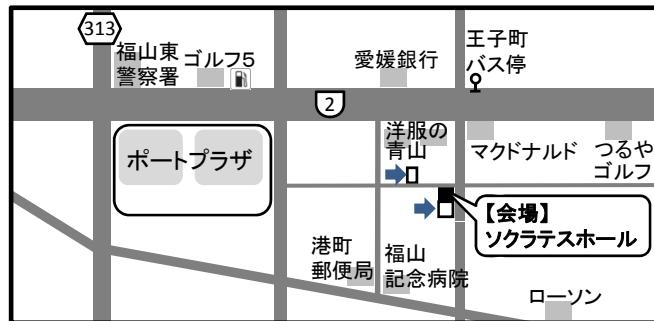 313
福山東
警察署
ゴルフ5
愛媛銀行
王子町
バス停
2
ポートプラザ
洋服の
青山
マクドナルド
つるや
ゴルフ
【会場】
ソクラテスホール
港町
郵便局
福山
記念病院
ローソン